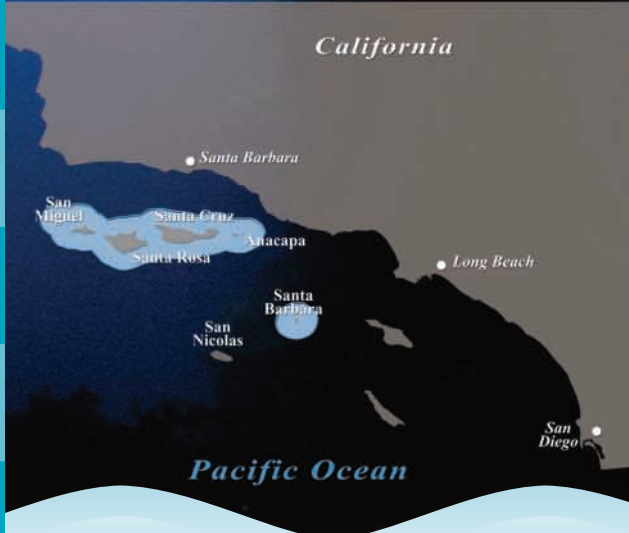 California
Santa Barbara
San
Miguel
Santa Cruz
Anacapa
Santa Rosa
Long Beach
Santa
Barbara
San
Nicolas
San
Diego
Pacific Ocean